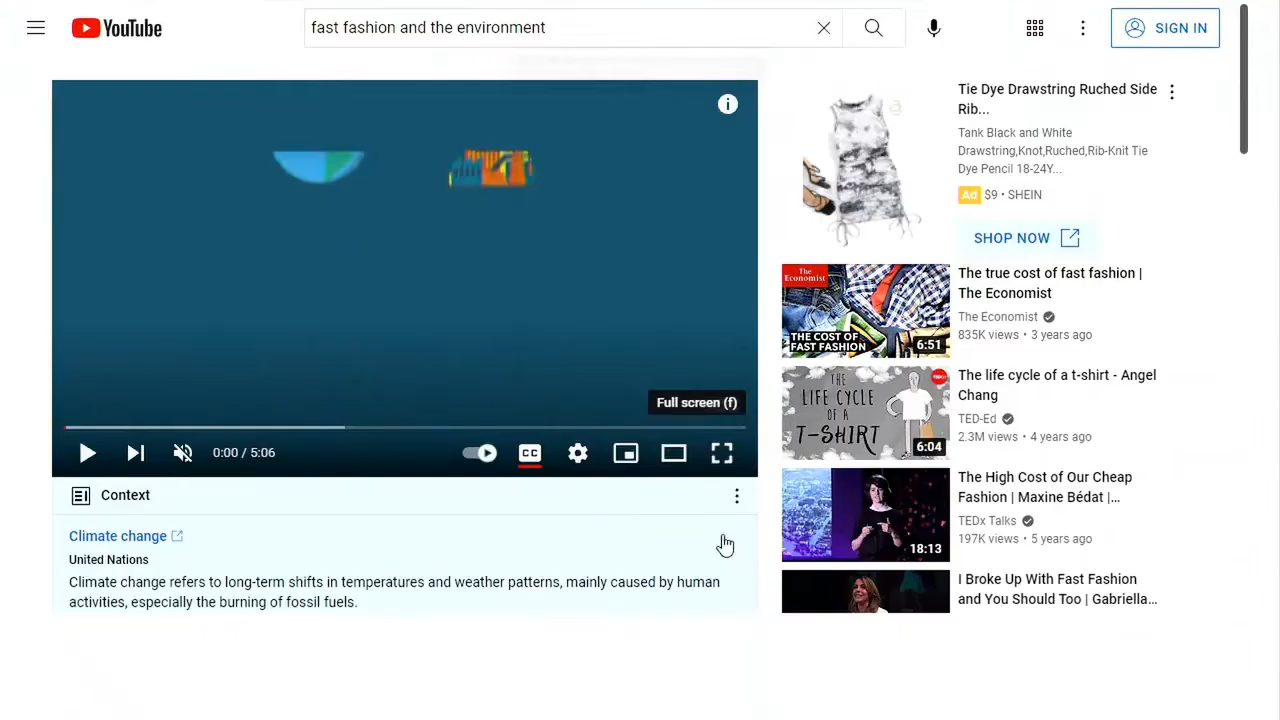 YouTube
fast fashion and the environment
SIGN IN
Full screen (f)
0:00 / 5:06
CC
Context
Climate change
United Nations
Climate change refers to long-term shifts in temperatures and weather patterns, mainly caused by human
activities, especially the burning of fossil fuels.
Tie Dye Drawstring Ruched Side
Rib...
Tank Black and White
Drawstring,Knot,Ruched,Rib-Knit Tie
Dye Pencil 18-24Y...
Ad $9 • SHEIN
SHOP NOW
The
Economist
THE COST OF
FAST FASHION
6:51
The true cost of fast fashion |
The Economist
The Economist
835K views • 3 years ago
THE
LIFE CYCLE
OF A
T-SHIRT
6:04
The life cycle of a t-shirt - Angel
Chang
TED-Ed
2.3M views • 4 years ago
18:13
The High Cost of Our Cheap
Fashion | Maxine Bédat |...
TEDx Talks
197K views • 5 years ago
I Broke Up With Fast Fashion
and You Should Too | Gabriella...